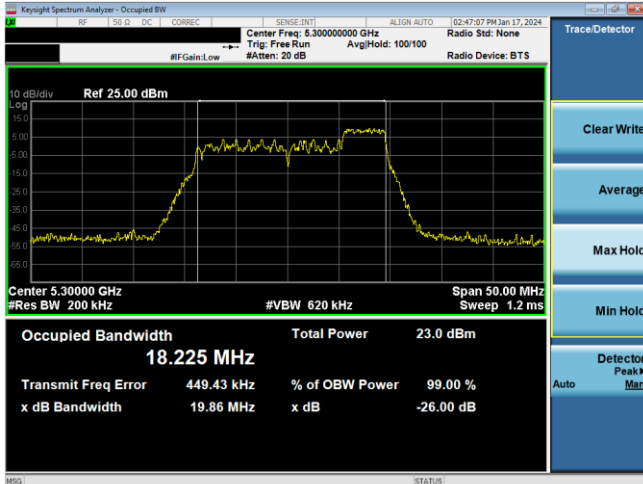 Keysight Spectrum Analyzer - Occupied BW
RF 50 Ω DC CORREC SENSE:INT ALIGN AUTO 02:47:07 PM Jan 17, 2024
Center Freq: 5.300000000 GHz Radio Std: None
Trig: Free Run Avg|Hold: 100/100
#IFGain:Low #Atten: 20 dB Radio Device: BTS
Trace/Detector
10 dB/div Ref 25.00 dBm
Log
15.0
5.00
-5.00
-15.0
-25.0
-35.0
-45.0
-55.0
-65.0
Center 5.30000 GHz Span 50.00 MHz
#Res BW 200 kHz #VBW 620 kHz Sweep 1.2 ms
Occupied Bandwidth Total Power 23.0 dBm
18.225 MHz
Transmit Freq Error 449.43 kHz % of OBW Power 99.00 %
x dB Bandwidth 19.86 MHz x dB -26.00 dB
Clear Write
Average
Max Hold
Min Hold
Detector
Peak
Auto Man
MSG STATUS